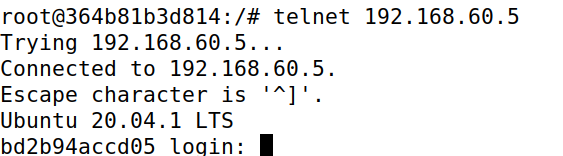 root@364b81b3d814:/# telnet 192.168.60.5
Trying 192.168.60.5...
Connected to 192.168.60.5.
Escape character is '^]'.
Ubuntu 20.04.1 LTS
bd2b94accd05 login: